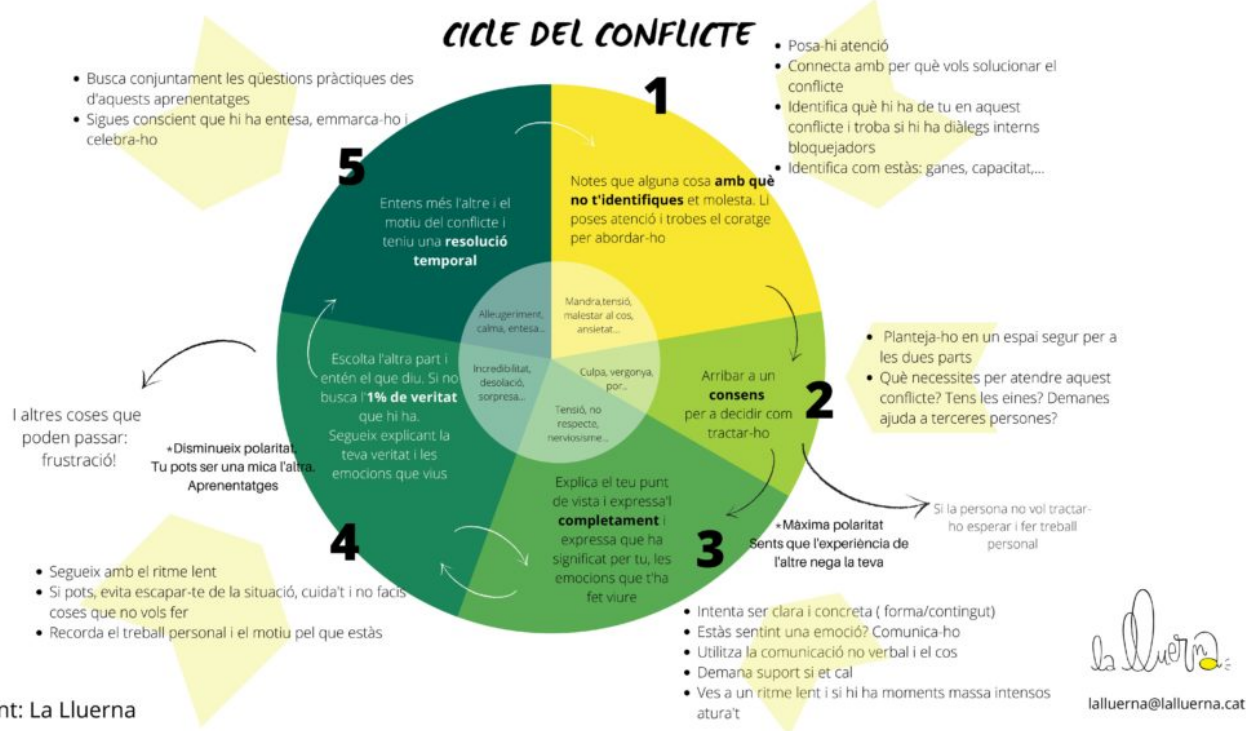 CICLE DEL CONFLICTE
1
• Posa-hi atenció
• Connecta amb per què vols solucionar el
conflicte
• Identifica què hi ha de tu en aquest
conflicte i troba si hi ha diàlegs interns
bloquejadors
• Identifica com estàs: ganes, capacitat,...
Notes que alguna cosa amb què
no t'identifiques et molesta. Li
poses atenció i trobes el coratge
per abordar-ho
Mandra,tensió,
malestar al cos,
ansietat...
2
• Planteja-ho en un espai segur per a
les dues parts
• Què necessites per atendre aquest
conflicte? Tens les eines? Demanes
ajuda a terceres persones?
Arribar a un
consens
per a decidir com
tractar-ho
Culpa, vergonya,
por..
Si la persona no vol tractar-
ho esperar i fer treball
personal
3
Explica el teu punt
de vista i expressa'l
completament i
expressa que ha
significat per tu, les
emocions que t'ha
fet viure
Tensió, no
respecte,
nerviosisme...
*Màxima polaritat
Sents que l'experiència de
l'altre nega la teva
• Intenta ser clara i concreta ( forma/contingut)
• Estàs sentint una emoció? Comunica-ho
• Utilitza la comunicació no verbal i el cos
• Demana suport si et cal
• Ves a un ritme lent i si hi ha moments massa intensos
atura't
4
Escolta l'altra part i
entén el que diu. Si no
busca l'1% de veritat
que hi ha.
Segueix explicant la
teva veritat i les
emocions que vius
Incredibilitat,
desolació,
sorpresa...
*Disminueix polaritat.
Tu pots ser una mica l'altra.
Aprenentatges
I altres coses que
poden passar:
frustració!
• Segueix amb el ritme lent
• Si pots, evita escapar-te de la situació, cuida't i no facis
coses que no vols fer
• Recorda el treball personal i el motiu pel que estàs
5
• Busca conjuntament les qüestions pràctiques des
d'aquests aprenentatges
• Sigues conscient que hi ha entesa, emmarca-ho i
celebra-ho
Entens més l'altre i el
motiu del conflicte i
teniu una resolució
temporal
Alleugeriment,
calma, entesa...
nt: La Lluerna
la lluerna
lalluerna@lalluerna.cat